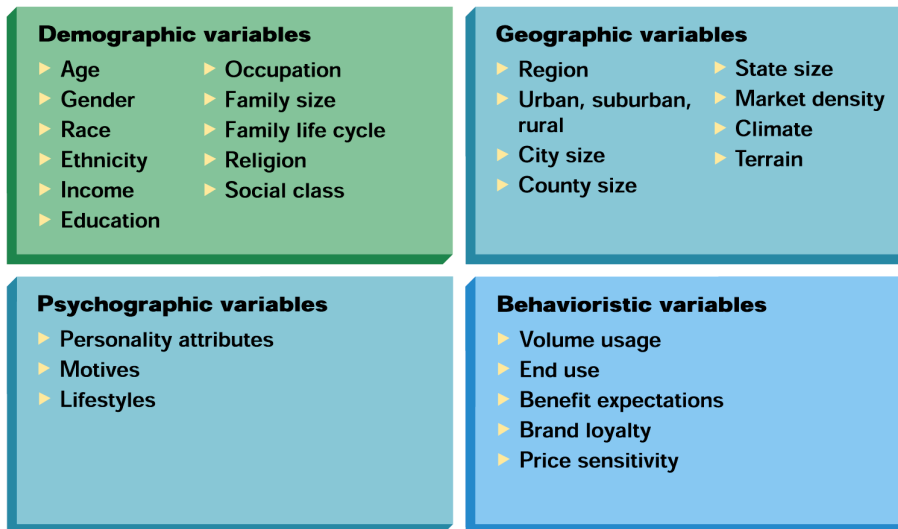 Demographic variables
Age
Gender
Race
Ethnicity
Income
Education
Occupation
Family size
Family life cycle
Religion
Social class
Geographic variables
Region
Urban, suburban,
rural
City size
County size
State size
Market density
Climate
Terrain
Psychographic variables
Personality attributes
Motives
Lifestyles
Behavioristic variables
Volume usage
End use
Benefit expectations
Brand loyalty
Price sensitivity